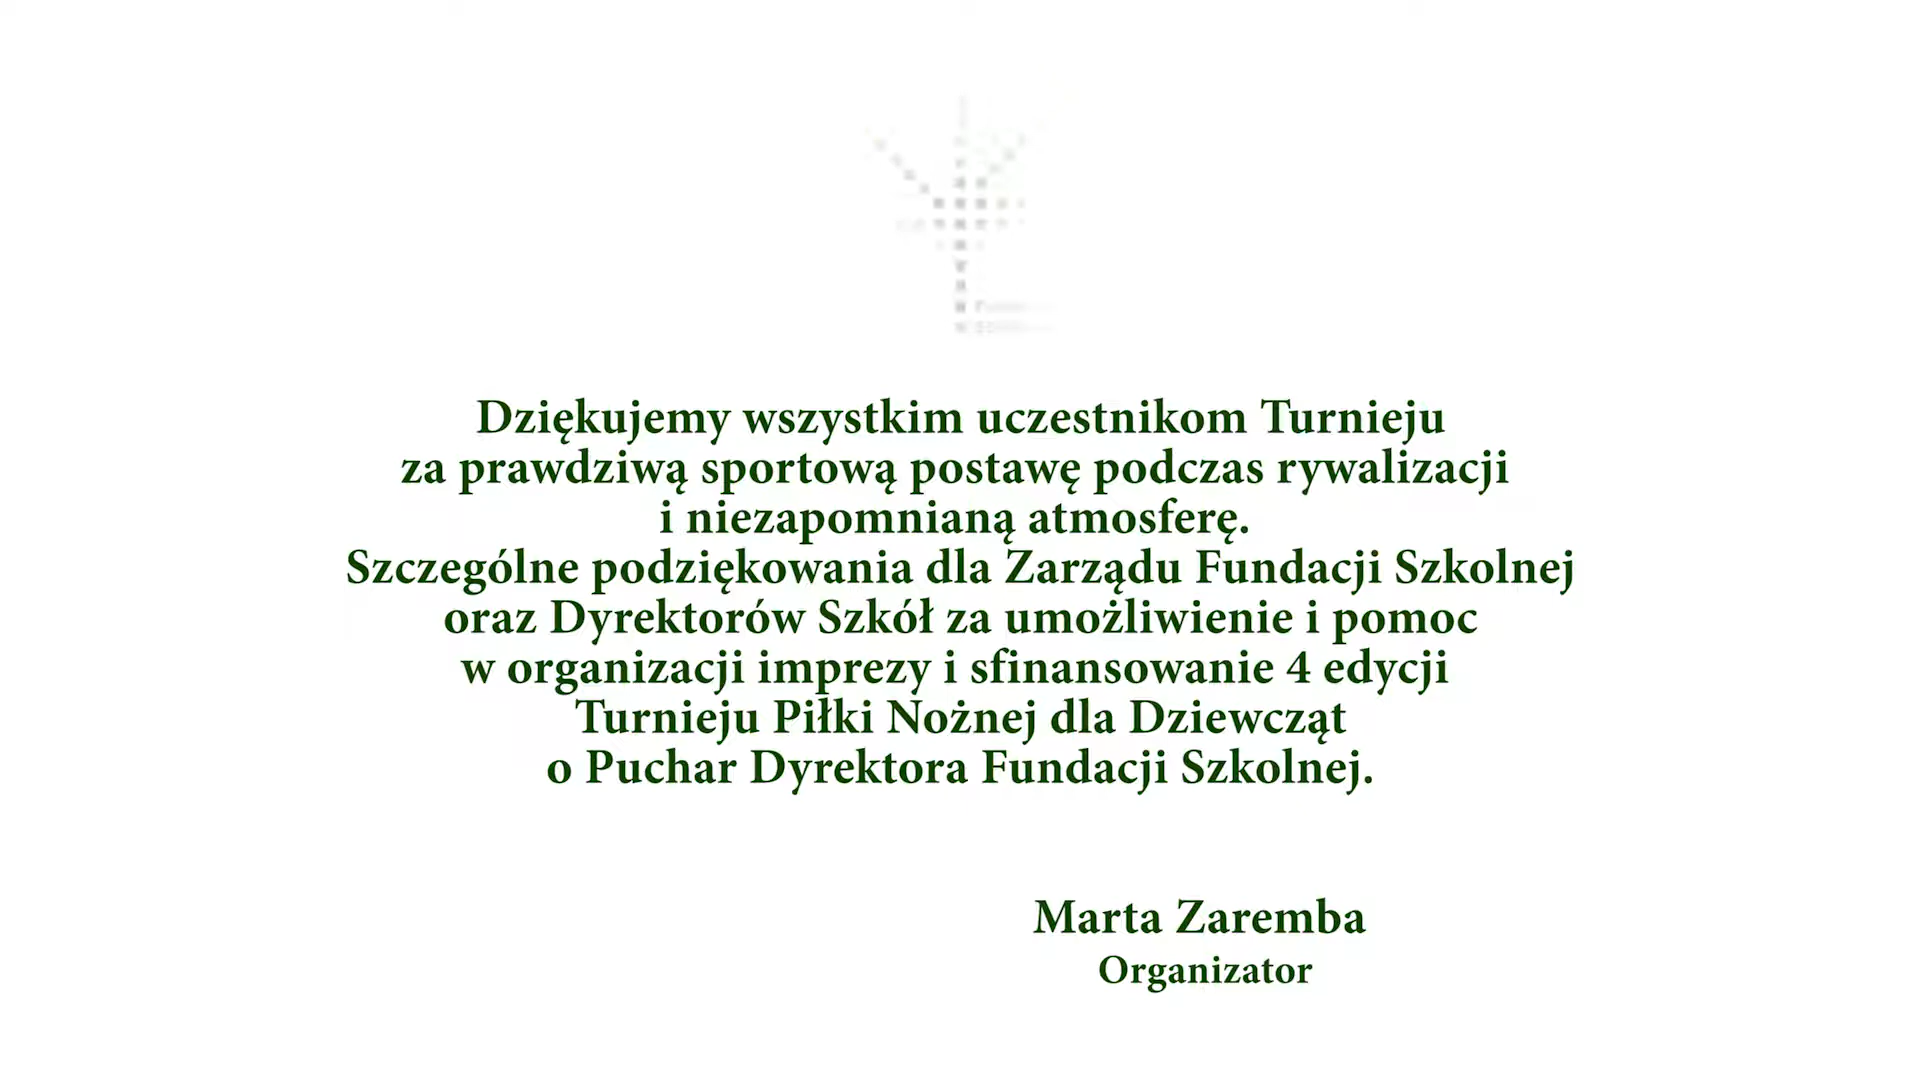 Dziękujemy wszystkim uczestnikom Turnieju
za prawdziwą sportową postawę podczas rywalizacji
i niezapomnianą atmosferę.
Szczególne podziękowania dla Zarządu Fundacji Szkolnej
oraz Dyrektorów Szkół za umożliwienie i pomoc
w organizacji imprezy i sfinansowanie 4 edycji
Turnieju Piłki Nożnej dla Dziewcząt
o Puchar Dyrektora Fundacji Szkolnej.
Marta Zaremba
Organizator